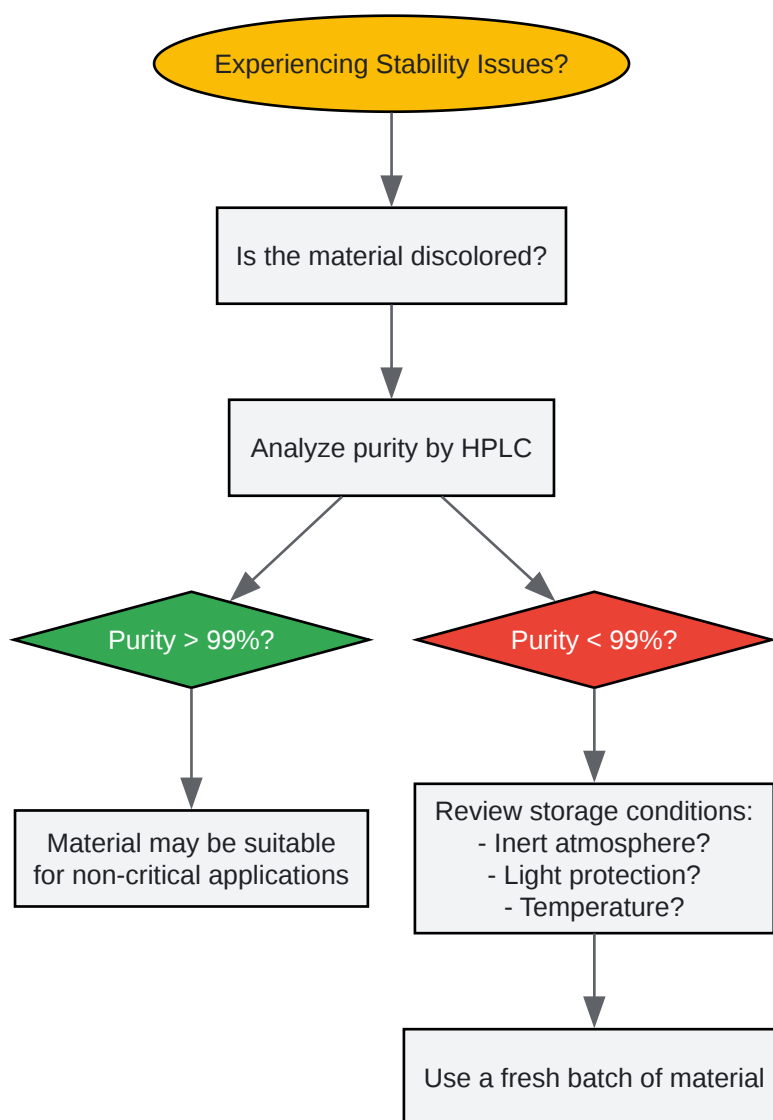 Experiencing Stability Issues?
Is the material discolored?
Analyze purity by HPLC
Purity > 99%?
Purity < 99%?
Material may be suitable
for non-critical applications
Review storage conditions:
- Inert atmosphere?
- Light protection?
- Temperature?
Use a fresh batch of material